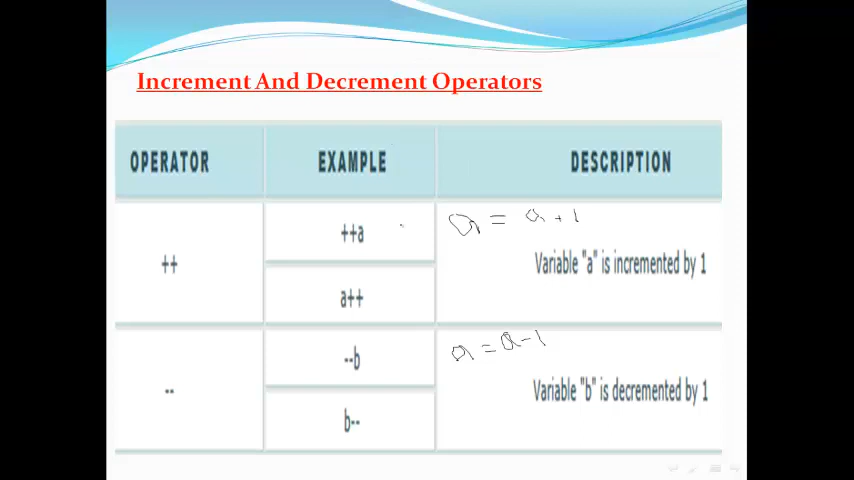 Increment And Decrement Operators
OPERATOR EXAMPLE DESCRIPTION
++ ++a a = a + 1
Variable "a" is incremented by 1
a++
-- --b a = a - 1
Variable "b" is decremented by 1
b--